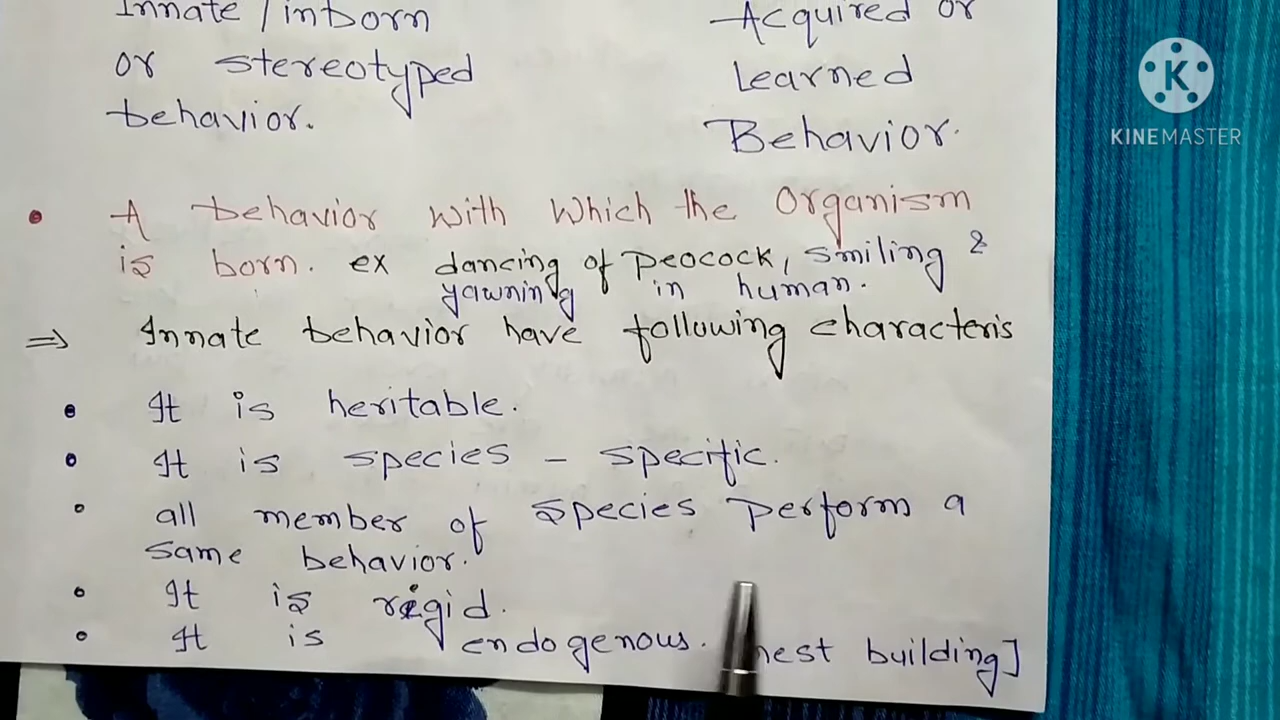 Innate / inborn
or stereotyped
behavior.
Acquired or
Learned
Behavior.
A behavior with which the organism
is born. ex dancing of peocock, smiling &
yawning in human.
⇒ Innate behavior have following characteris
• It is heritable.
• It is species - specific.
• all member of species perform a
same behavior.
• It is rigid.
• It is endogenous. nest building]
K
KINEMASTER